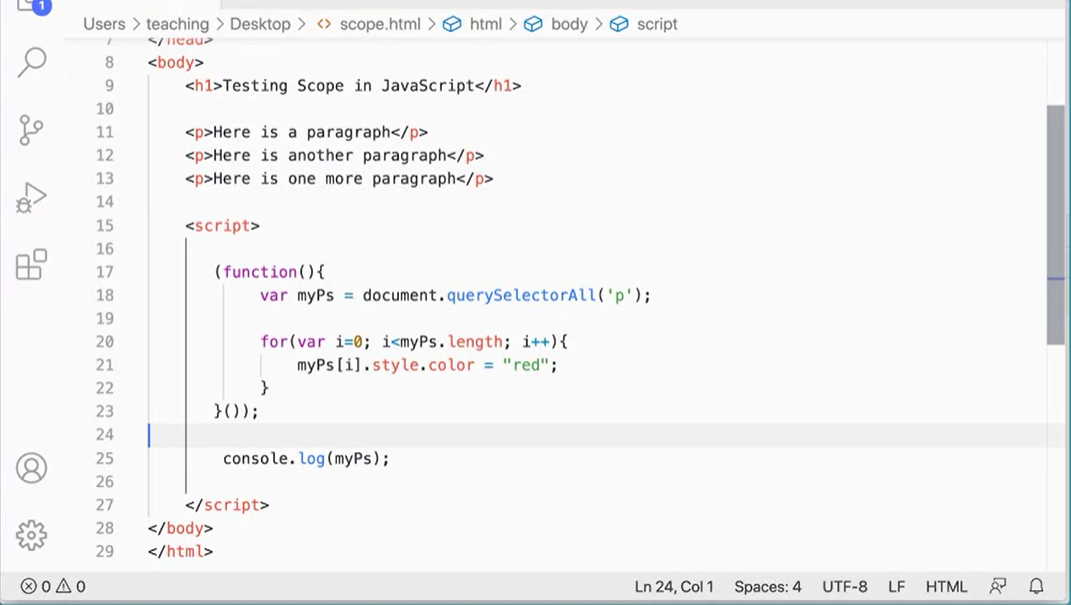 1
Users > teaching > Desktop > <> scope.html > html > body > script
7 </head>
8 <body>
9 <h1>Testing Scope in JavaScript</h1>
10
11 <p>Here is a paragraph</p>
12 <p>Here is another paragraph</p>
13 <p>Here is one more paragraph</p>
14
15 <script>
16
17 (function(){
18 var myPs = document.querySelectorAll('p');
19
20 for(var i=0; i<myPs.length; i++){
21 myPs[i].style.color = "red";
22 }
23 }());
24
25 console.log(myPs);
26
27 </script>
28 </body>
29 </html>
0 0 Ln 24, Col 1 Spaces: 4 UTF-8 LF HTML